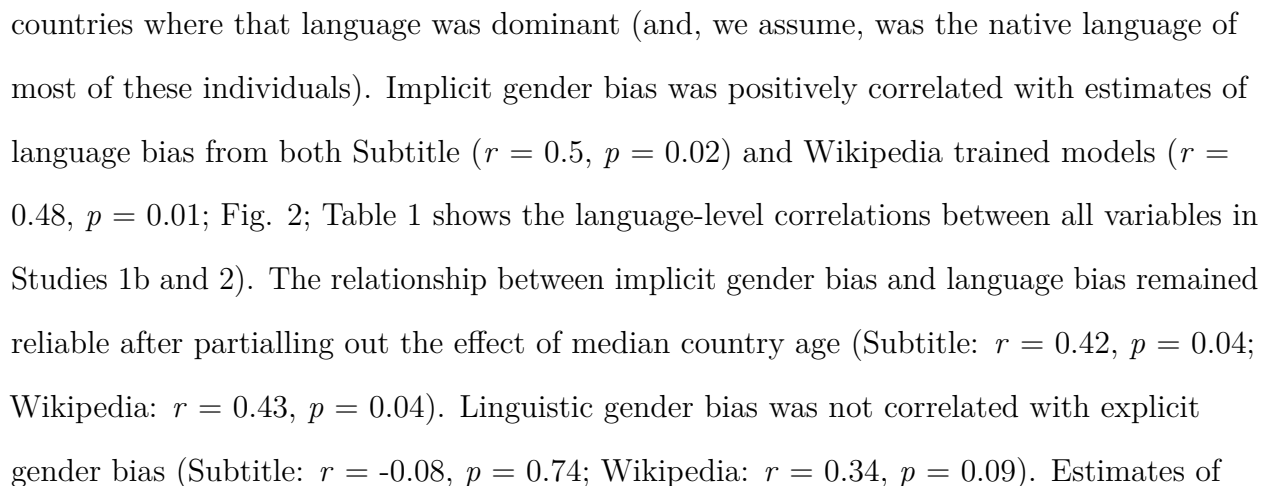 countries where that language was dominant (and, we assume, was the native language of
most of these individuals). Implicit gender bias was positively correlated with estimates of
language bias from both Subtitle (r = 0.5, p = 0.02) and Wikipedia trained models (r =
0.48, p = 0.01; Fig. 2; Table 1 shows the language-level correlations between all variables in
Studies 1b and 2). The relationship between implicit gender bias and language bias remained
reliable after partialling out the effect of median country age (Subtitle: r = 0.42, p = 0.04;
Wikipedia: r = 0.43, p = 0.04). Linguistic gender bias was not correlated with explicit
gender bias (Subtitle: r = -0.08, p = 0.74; Wikipedia: r = 0.34, p = 0.09). Estimates of